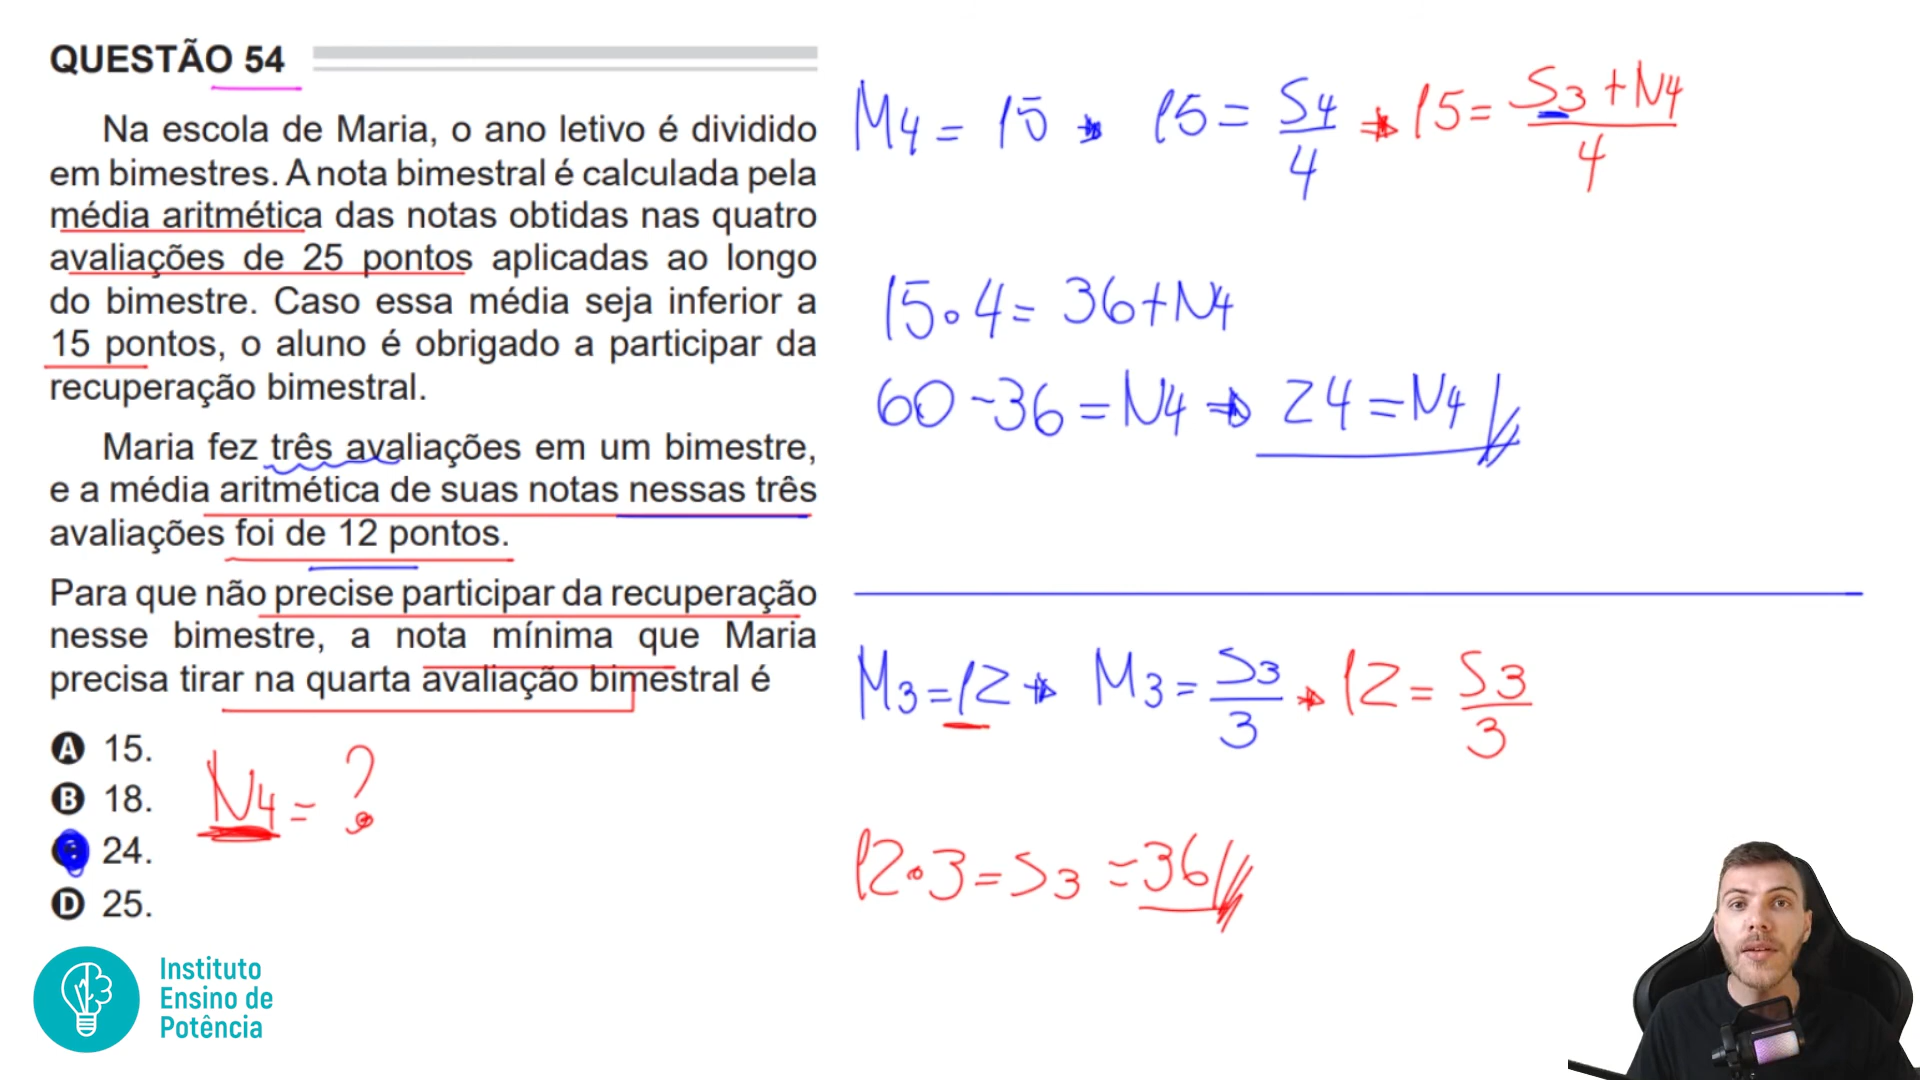 QUESTÃO 54
Na escola de Maria, o ano letivo é dividido
em bimestres. A nota bimestral é calculada pela
média aritmética das notas obtidas nas quatro
avaliações de 25 pontos aplicadas ao longo
do bimestre. Caso essa média seja inferior a
15 pontos, o aluno é obrigado a participar da
recuperação bimestral.
Maria fez três avaliações em um bimestre,
e a média aritmética de suas notas nessas três
avaliações foi de 12 pontos.
Para que não precise participar da recuperação
nesse bimestre, a nota mínima que Maria
precisa tirar na quarta avaliação bimestral é
A 15.
B 18.
24.
D 25.
N4 = ?
Instituto
Ensino de
Potência
M4 = 15 → 15 = S4/4 → 15 = S3 + N4/4
15 • 4 = 36 + N4
60 - 36 = N4 → 24 = N4 //
M3 = 12 → M3 = S3/3 → 12 = S3/3
12 • 3 = S3 = 36 //